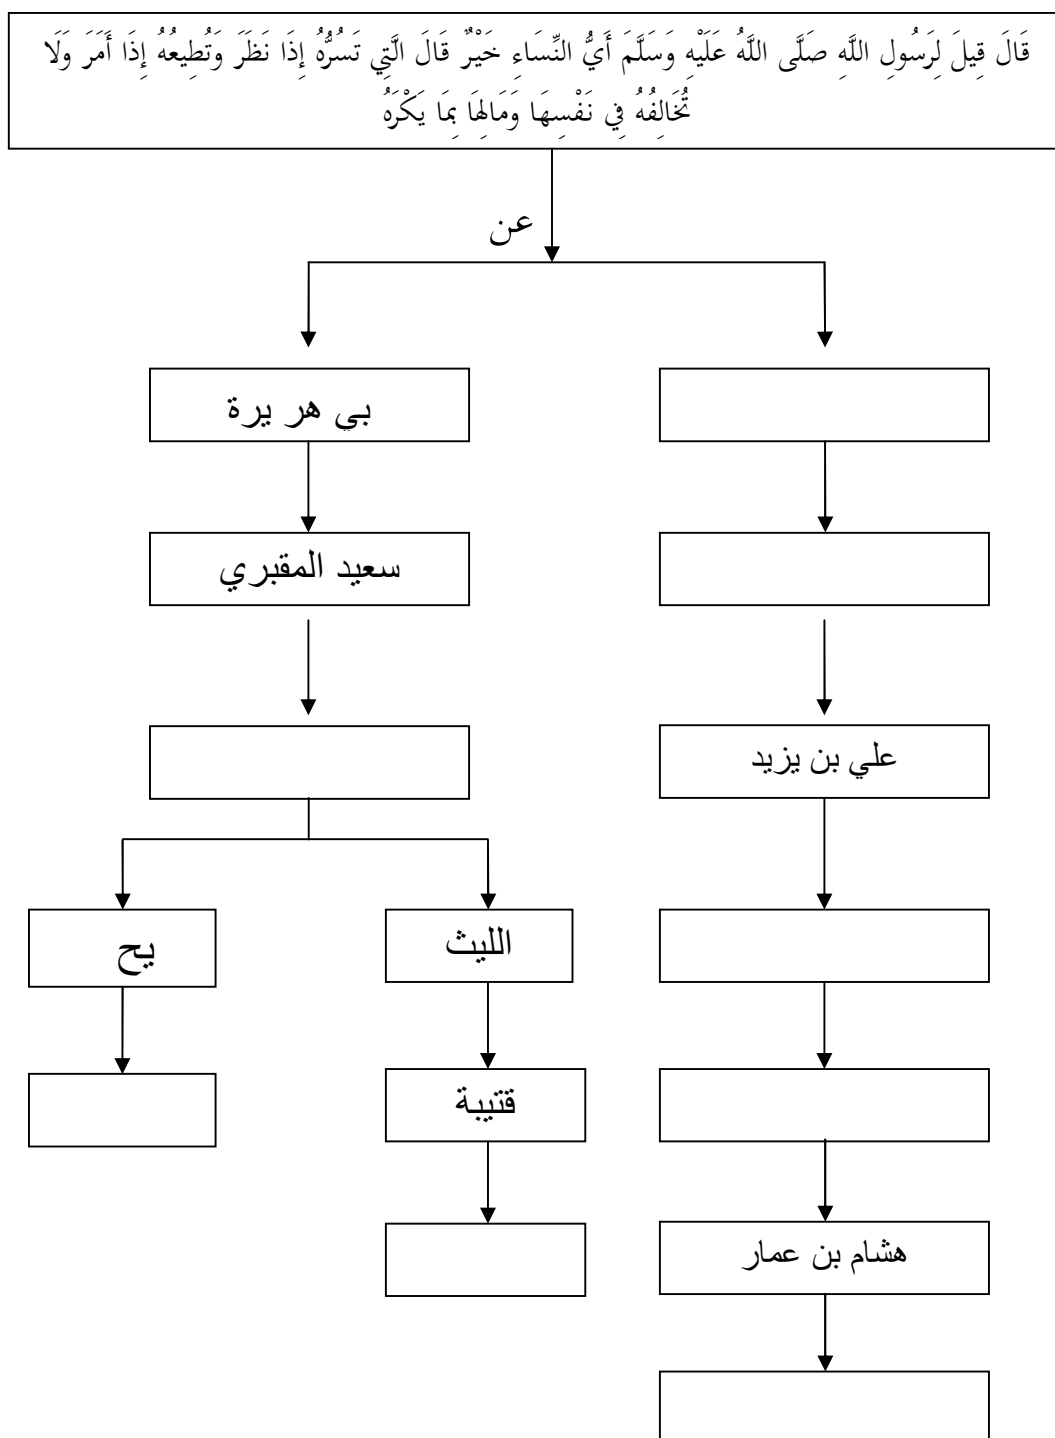 قَالَ قِيلَ لِرَسُولِ اللَّهِ صَلَّى اللَّهُ عَلَيْهِ وَسَلَّمَ أَيُّ النِّسَاءِ خَيْرٌ قَالَ الَّتِي تَسُرُّهُ إِذَا نَظَرَ وَتُطِيعُهُ إِذَا أَمَرَ وَلَا
تُخَالِفُهُ فِي نَفْسِهَا وَمَالِهَا بِمَا يَكْرَهُ
عن
بي هر يرة
سعيد المقبري
علي بن يزيد
الليث
يح
قتيبة
هشام بن عمار